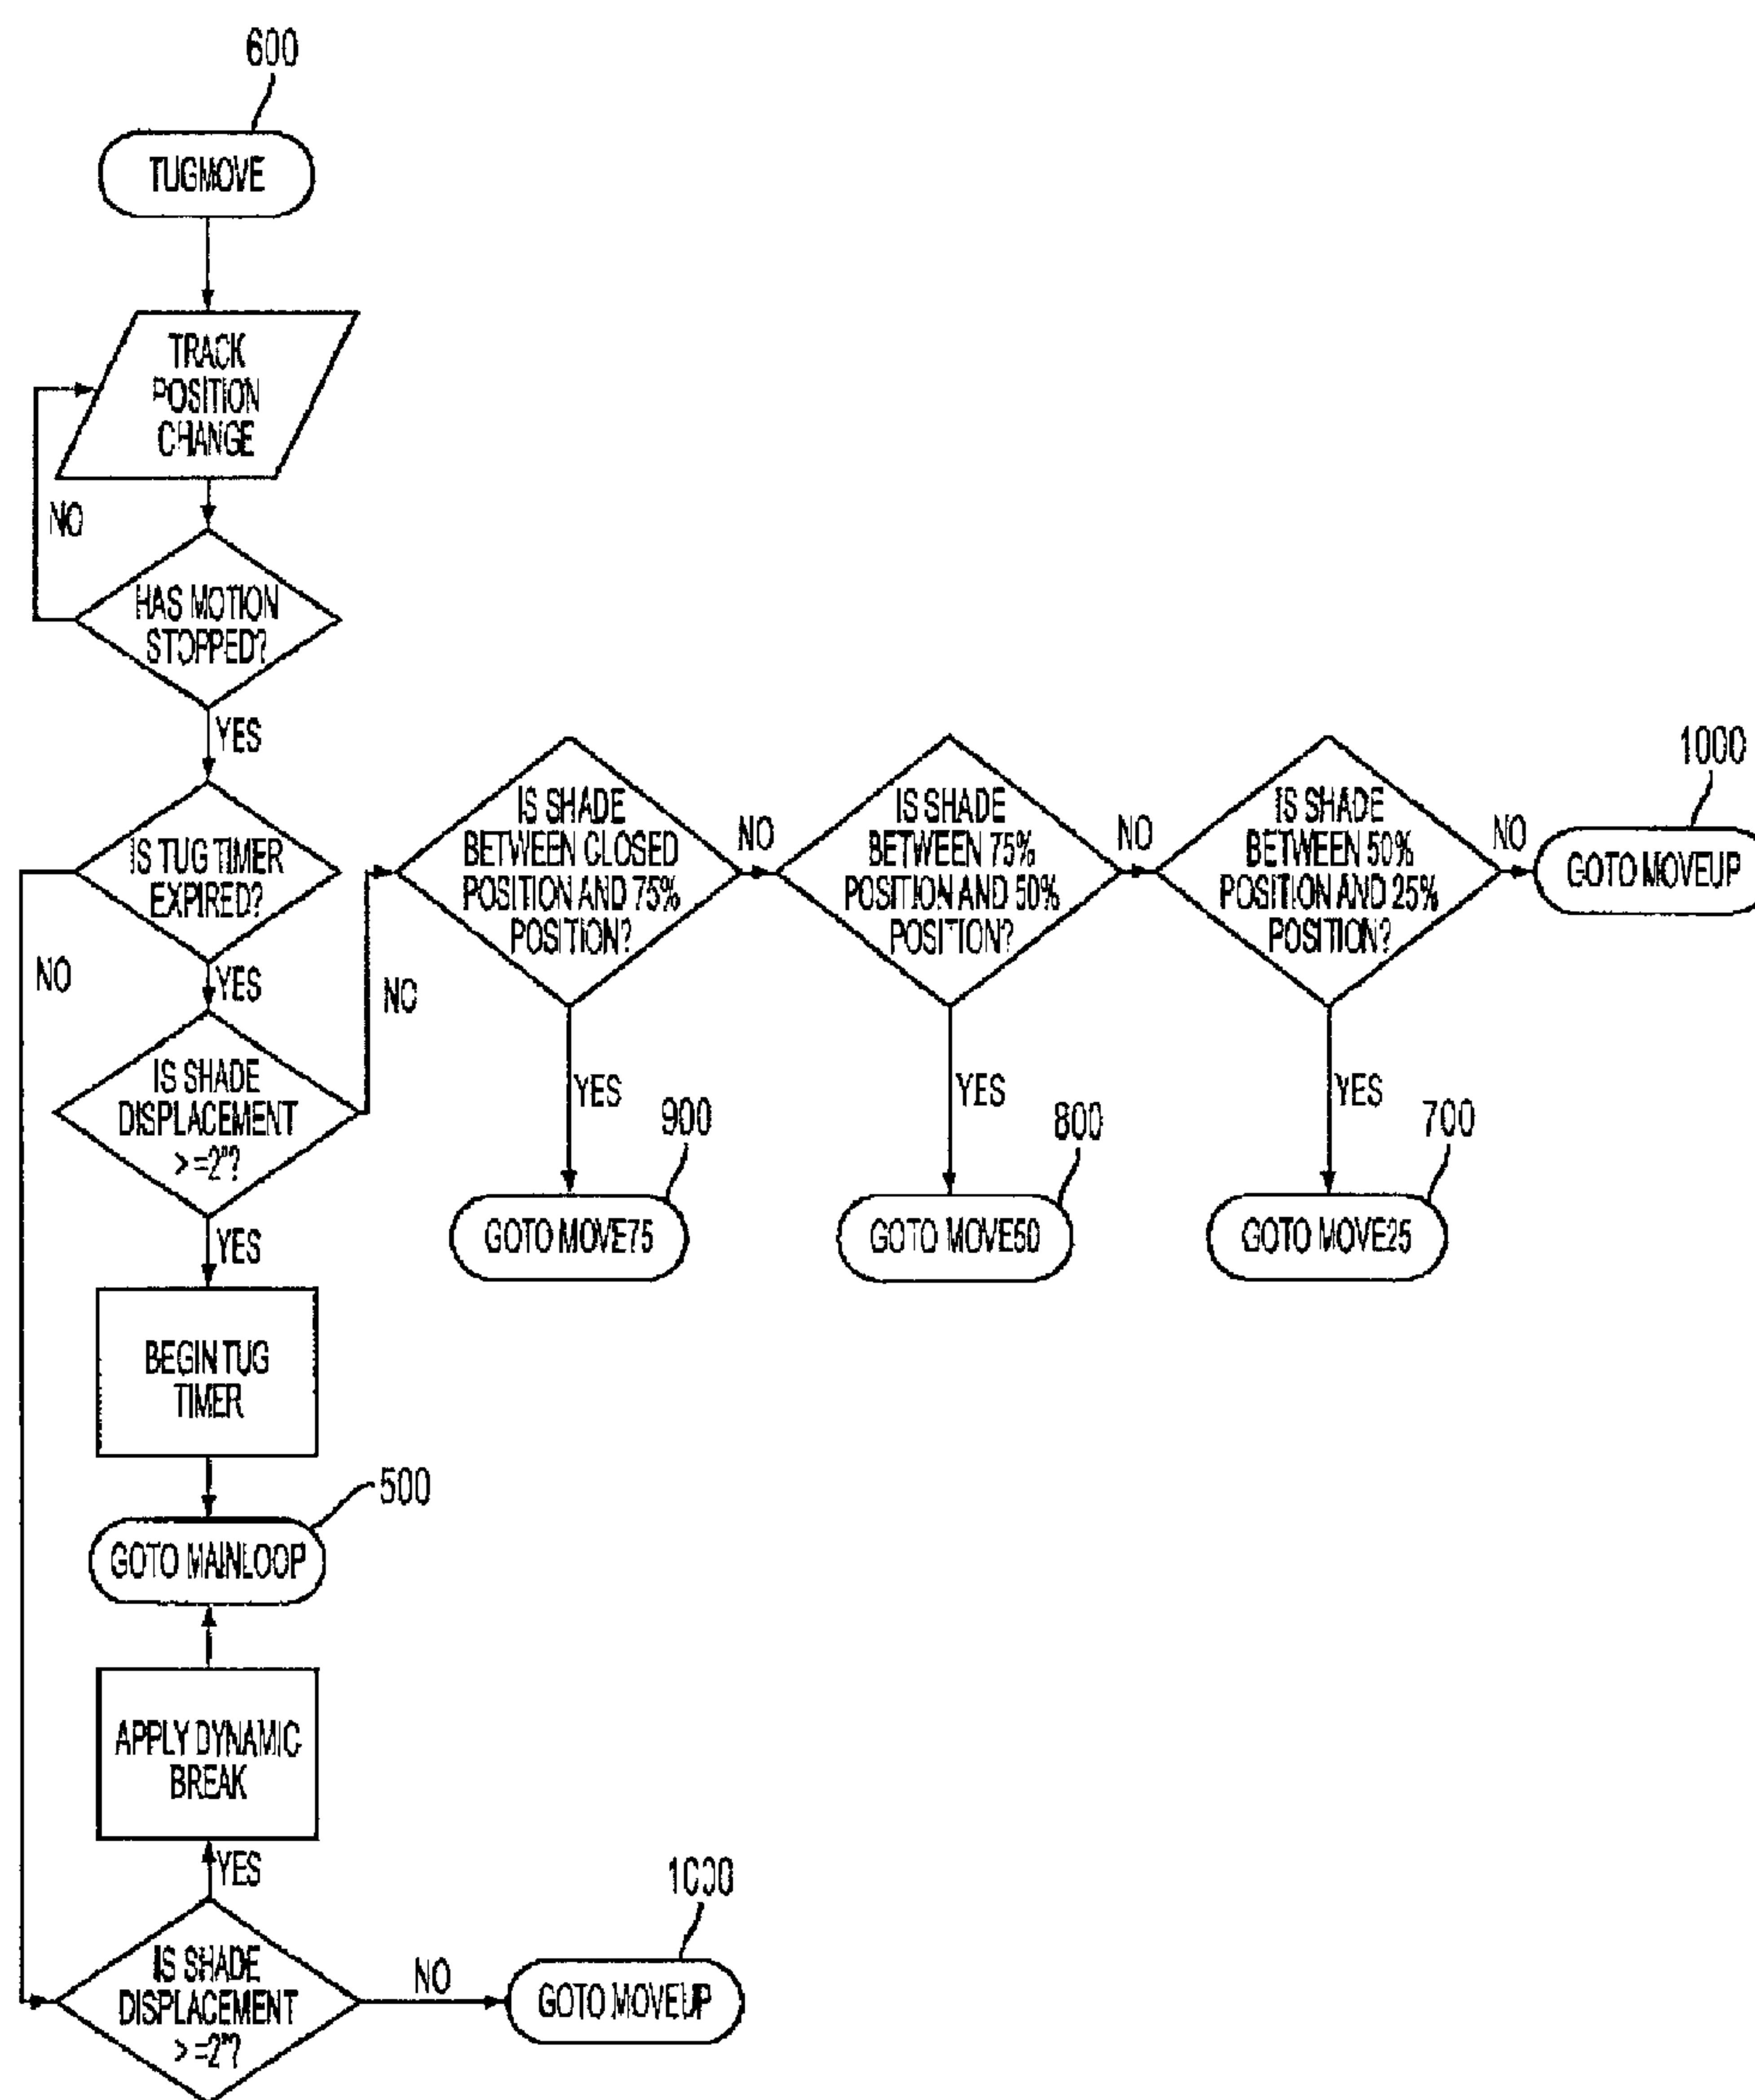 600
TUGMOVE
TRACK
POSITION
CHANGE
NO
HAS MOTION
STOPPED?
YES
IS TUG TIMER
EXPIRED?
NO
YES
IS SHADE
DISPLACEMENT
>=2"?
NO
YES
BEGIN TUG
TIMER
500
GOTO MAINLOOP
APPLY DYNAMIC
BREAK
YES
IS SHADE
DISPLACEMENT
>=2"?
NO
1000
GOTO MOVEUP
IS SHADE
BETWEEN CLOSED
POSITION AND 75%
POSITION?
NO
YES
900
GOTO MOVE75
IS SHADE
BETWEEN 75%
POSITION AND 50%
POSITION?
NO
YES
800
GOTO MOVE50
IS SHADE
BETWEEN 50%
POSITION AND 25%
POSITION?
NO
YES
700
GOTO MOVE25
1000
GOTO MOVEUP